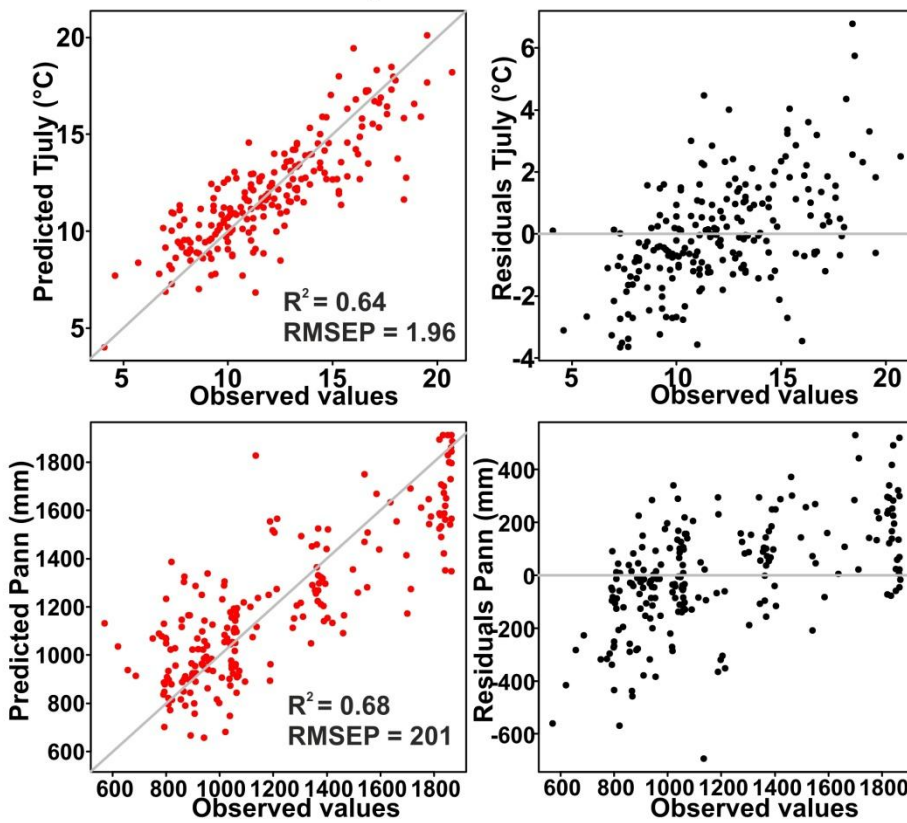 Predicted Tjuly (°C)
20
15
10
5
R² = 0.64
RMSEP = 1.96
5 10 15 20
Observed values
Residuals Tjuly (°C)
6
4
2
0
-2
-4
5 10 15 20
Observed values
Predicted Pann (mm)
1800
1600
1400
1200
1000
800
600
R² = 0.68
RMSEP = 201
600 800 1000 1200 1400 1600 1800
Observed values
Residuals Pann (mm)
400
200
0
-200
-400
-600
600 800 1000 1200 1400 1600 1800
Observed values